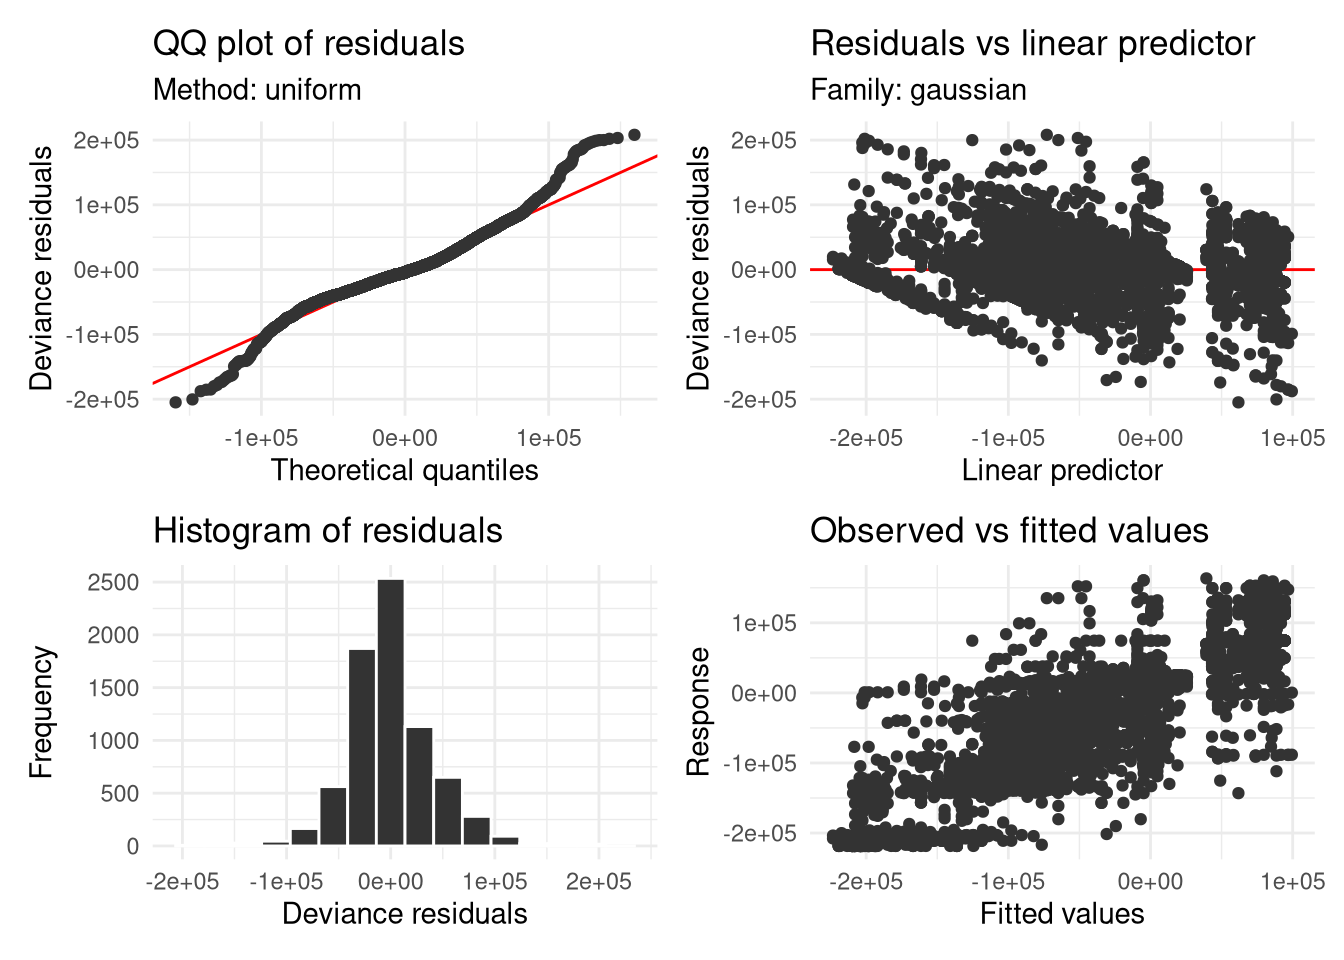 QQ plot of residuals
Method: uniform
2e+05
1e+05
0e+00
-1e+05
-2e+05
Deviance residuals
-1e+05 0e+00 1e+05
Theoretical quantiles
Residuals vs linear predictor
Family: gaussian
2e+05
1e+05
0e+00
-1e+05
-2e+05
Deviance residuals
-2e+05 -1e+05 0e+00 1e+05
Linear predictor
Histogram of residuals
2500
2000
1500
1000
500
0
Frequency
-2e+05 -1e+05 0e+00 1e+05 2e+05
Deviance residuals
Observed vs fitted values
1e+05
0e+00
-1e+05
-2e+05
Response
-2e+05 -1e+05 0e+00 1e+05
Fitted values